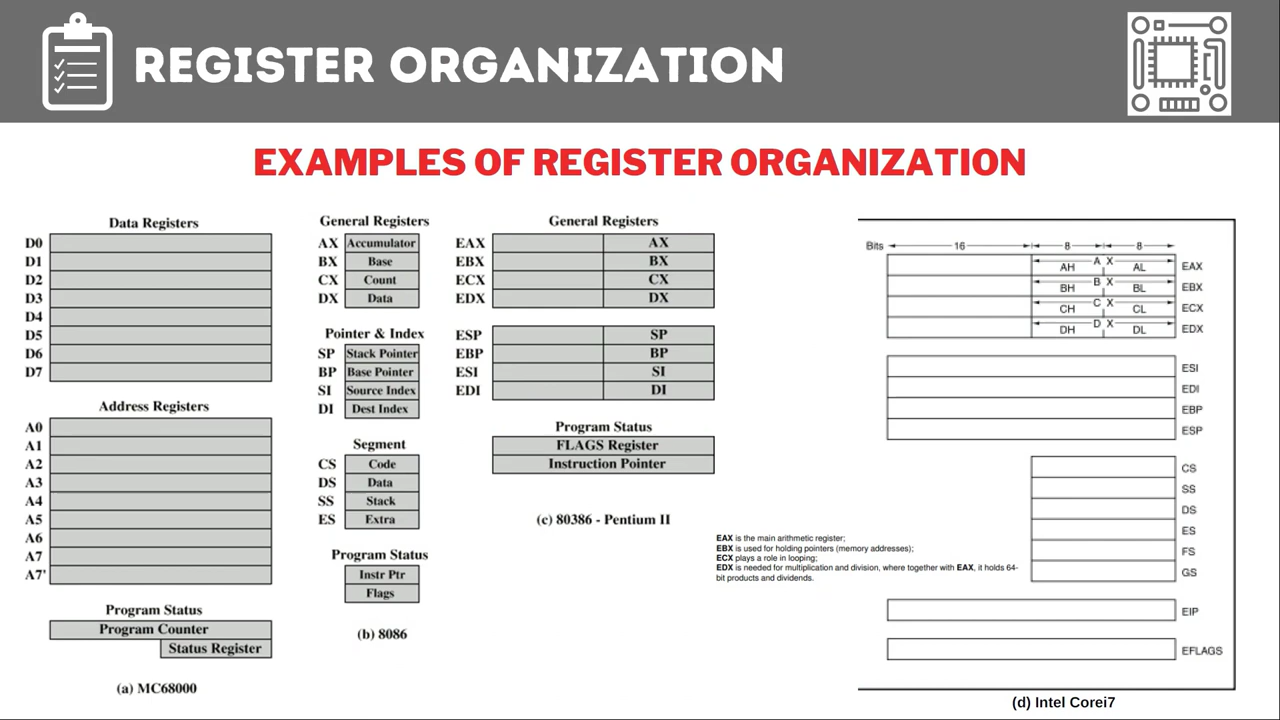 REGISTER ORGANIZATION
EXAMPLES OF REGISTER ORGANIZATION
Data Registers
D0
D1
D2
D3
D4
D5
D6
D7
Address Registers
A0
A1
A2
A3
A4
A5
A6
A7
A7'
Program Status
Program Counter
Status Register
(a) MC68000
General Registers
AX Accumulator
BX Base
CX Count
DX Data
Pointer & Index
SP Stack Pointer
BP Base Pointer
SI Source Index
DI Dest Index
Segment
CS Code
DS Data
SS Stack
ES Extra
Program Status
Instr Ptr
Flags
(b) 8086
General Registers
EAX AX
EBX BX
ECX CX
EDX DX
ESP SP
EBP BP
ESI SI
EDI DI
Program Status
FLAGS Register
Instruction Pointer
(c) 80386 - Pentium II
EAX is the main arithmetic register;
EBX is used for holding pointers (memory addresses);
ECX plays a role in looping;
EDX is needed for multiplication and division, where together with EAX, it holds 64-
bit products and dividends.
Bits 16 8 8
A X
AH AL EAX
B X
BH BL EBX
C X
CH CL ECX
D X
DH DL EDX
ESI
EDI
EBP
ESP
CS
SS
DS
ES
FS
GS
EIP
EFLAGS
(d) Intel Corei7